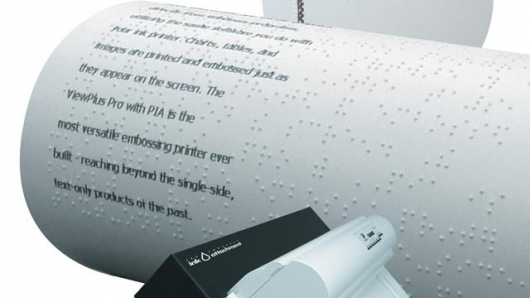 utilizing the same software you do with
your ink printer. Charts, tables, and
images are printed and embossed just as
they appear on the screen. The
ViewPlus Pro with PIA is the
most versatile embossing printer ever
built - reaching beyond the single-side,
text-only products of the past.
ink attachment